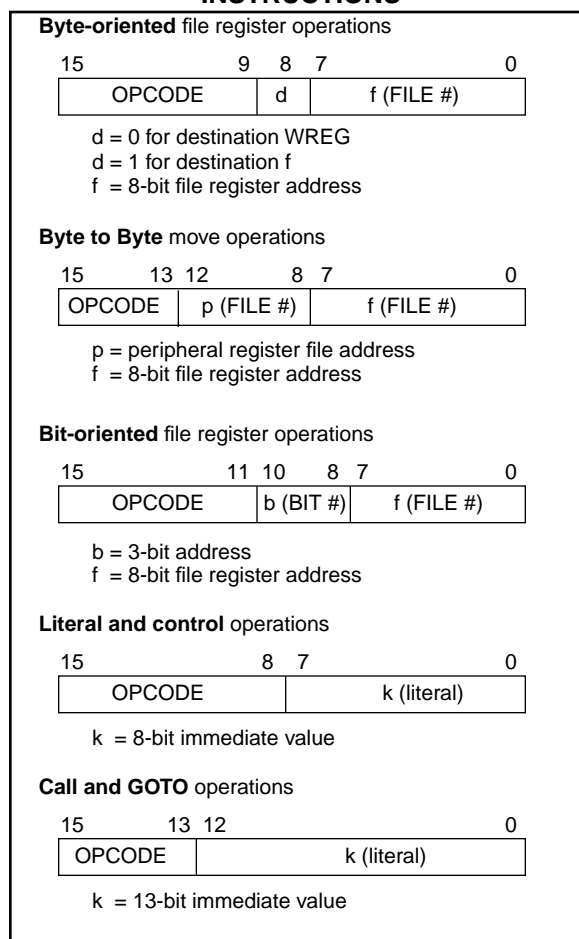 INSTRUCTIONS
Byte-oriented file register operations
15 9 8 7 0
OPCODE d f (FILE #)
d = 0 for destination WREG
d = 1 for destination f
f = 8-bit file register address
Byte to Byte move operations
15 13 12 8 7 0
OPCODE p (FILE #) f (FILE #)
p = peripheral register file address
f = 8-bit file register address
Bit-oriented file register operations
15 11 10 8 7 0
OPCODE b (BIT #) f (FILE #)
b = 3-bit address
f = 8-bit file register address
Literal and control operations
15 8 7 0
OPCODE k (literal)
k = 8-bit immediate value
Call and GOTO operations
15 13 12 0
OPCODE k (literal)
k = 13-bit immediate value